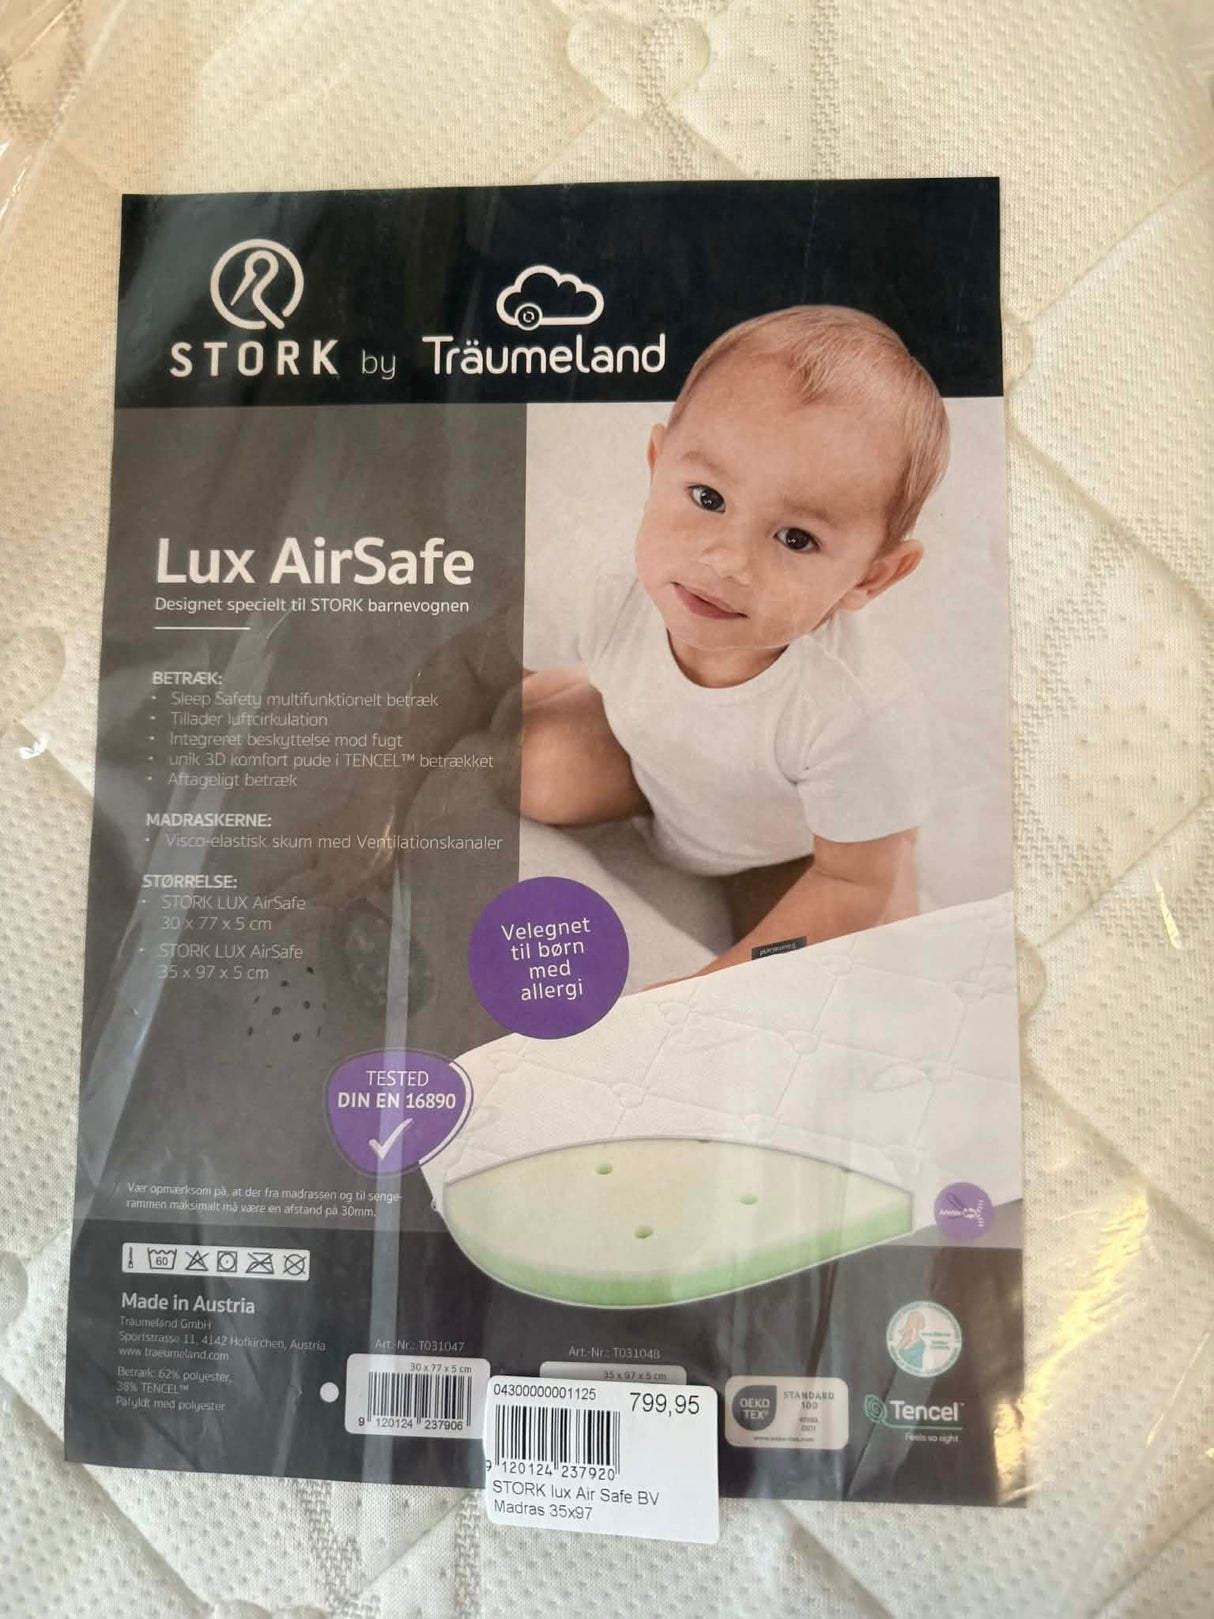 STORK by Träumeland
Lux AirSafe
Designet specielt til STORK barnevognen
BETRÆK:
• Sleep Safety multifunktionelt betræk
• Tillader luftcirkulation
• Integreret beskyttelse mod fugt
• unik 3D komfort pude i TENCEL™ betrækket
• Aftageligt betræk
MADRASKERNE:
• Visco-elastisk skum med Ventilationskanaler
STØRRELSE:
• STORK LUX AirSafe
30 x 77 x 5 cm
• STORK LUX AirSafe
35 x 97 x 5 cm
Velegnet
til børn
med
allergi
Träumeland
TESTED
DIN EN 16890
Vær opmærksom på, at der fra madrassen og til senge-
rammen maksimalt må være en afstand på 30mm.
60
Made in Austria
Träumeland GmbH
Sportstrasse 11, 4142 Hofkirchen, Austria
www.traeumeland.com
Betræk: 62% polyester,
38% TENCEL™
Pafyldt med polyester
Art.-Nr.: T031047
30 x 77 x 5 cm
9 120124 237906
Art.-Nr.: T031048
35 x 97 x 5 cm
04300000001125
799,95
9 120124 237920
STORK lux Air Safe BV
Madras 35x97
OEKO
TEX®
STANDARD
100
Tencel™
Feels so right